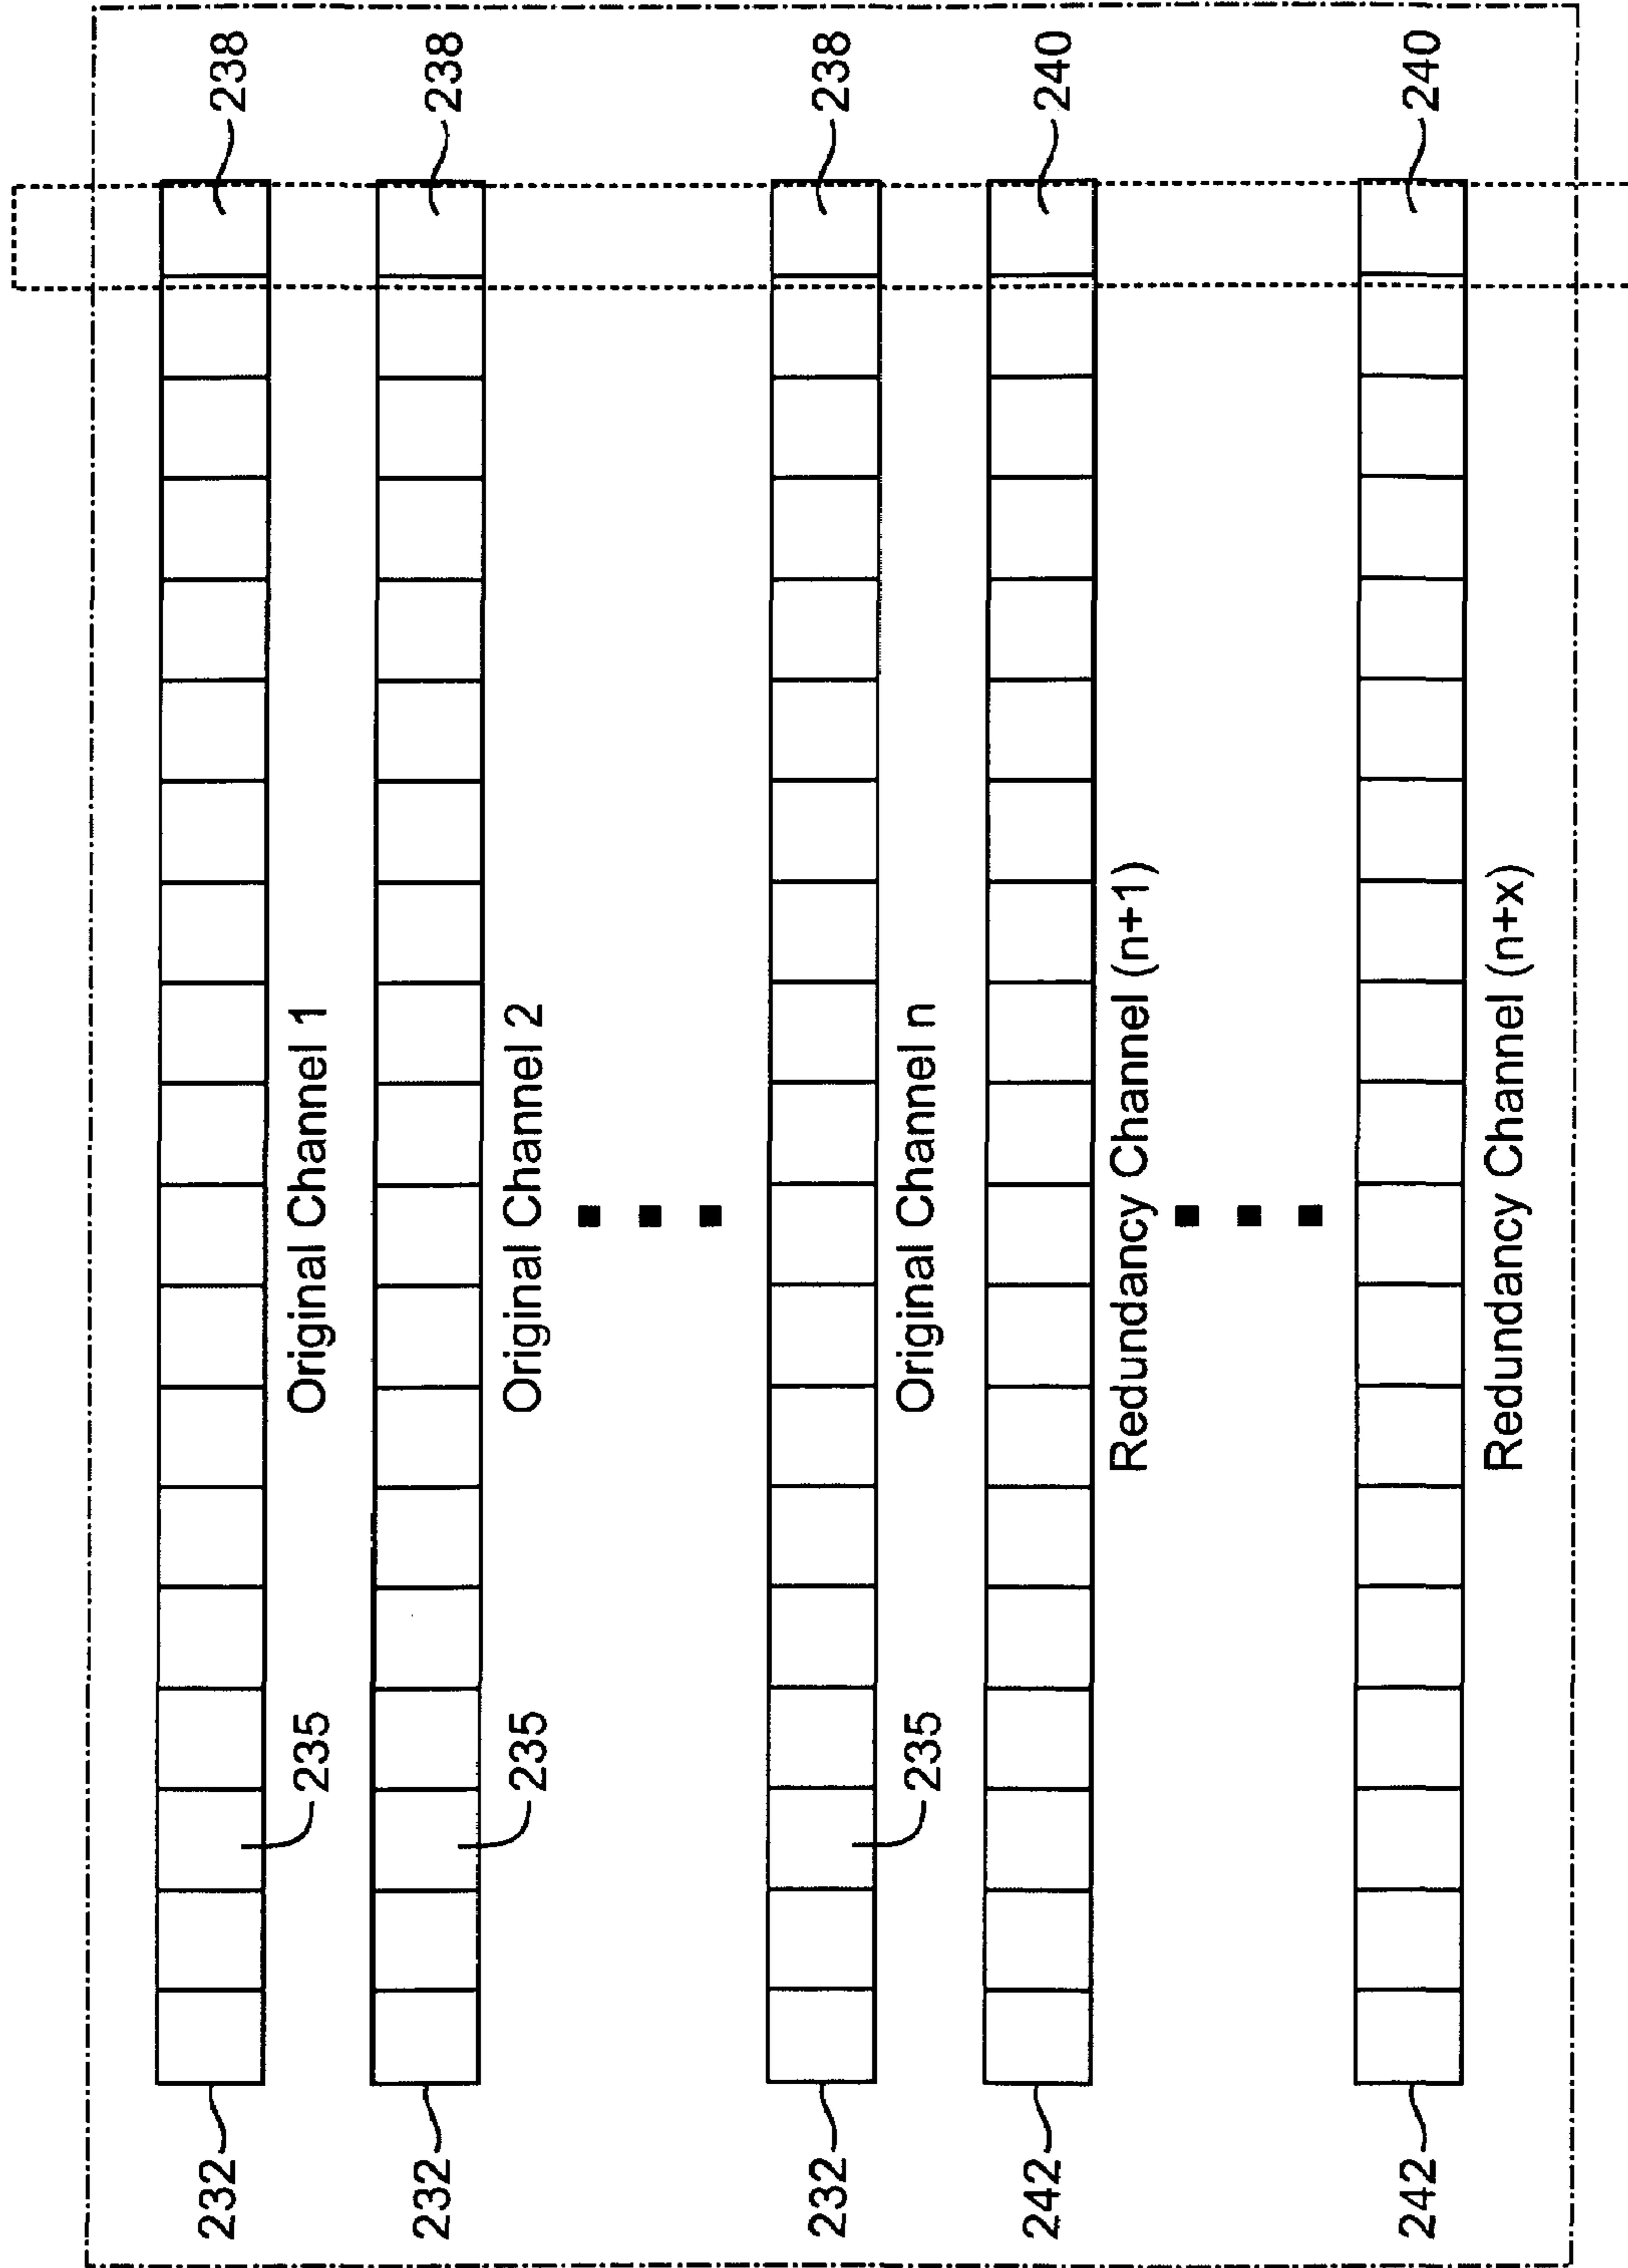 232
238
235
Original Channel 1
232
238
235
Original Channel 2
232
238
235
Original Channel n
242
240
Redundancy Channel (n+1)
242
240
Redundancy Channel (n+x)